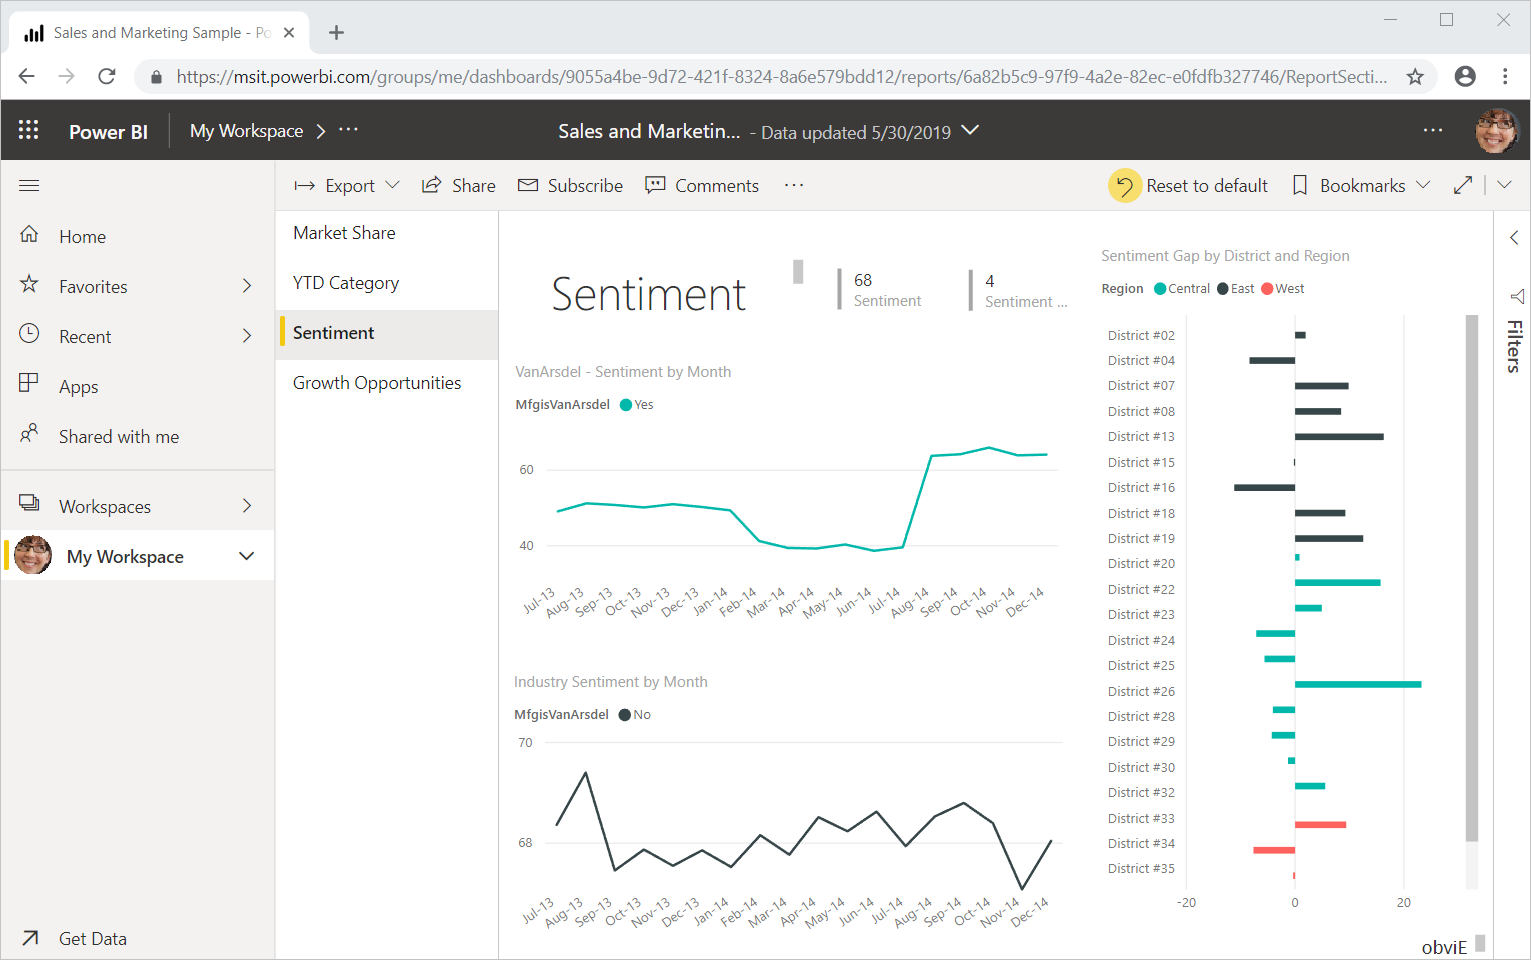 Sales and Marketing Sample - Po
https://msit.powerbi.com/groups/me/dashboards/9055a4be-9d72-421f-8324-8a6e579bdd12/reports/6a82b5c9-97f9-4a2e-82ec-e0fdfb327746/ReportSecti...
Power BI
My Workspace
Sales and Marketin... - Data updated 5/30/2019
Export
Share
Subscribe
Comments
Reset to default
Bookmarks
Home
Favorites
Recent
Apps
Shared with me
Workspaces
My Workspace
Get Data
Market Share
YTD Category
Sentiment
Growth Opportunities
Sentiment
68
Sentiment
4
Sentiment ...
VanArsdel - Sentiment by Month
MfgisVanArsdel Yes
60
40
Jul-13 Aug-13 Sep-13 Oct-13 Nov-13 Dec-13 Jan-14 Feb-14 Mar-14 Apr-14 May-14 Jun-14 Jul-14 Aug-14 Sep-14 Oct-14 Nov-14 Dec-14
Industry Sentiment by Month
MfgisVanArsdel No
70
68
Jul-13 Aug-13 Sep-13 Oct-13 Nov-13 Dec-13 Jan-14 Feb-14 Mar-14 Apr-14 May-14 Jun-14 Jul-14 Aug-14 Sep-14 Oct-14 Nov-14 Dec-14
Sentiment Gap by District and Region
Region Central East West
District #02
District #04
District #07
District #08
District #13
District #15
District #16
District #18
District #19
District #20
District #22
District #23
District #24
District #25
District #26
District #28
District #29
District #30
District #32
District #33
District #34
District #35
-20 0 20
obviE
Filters